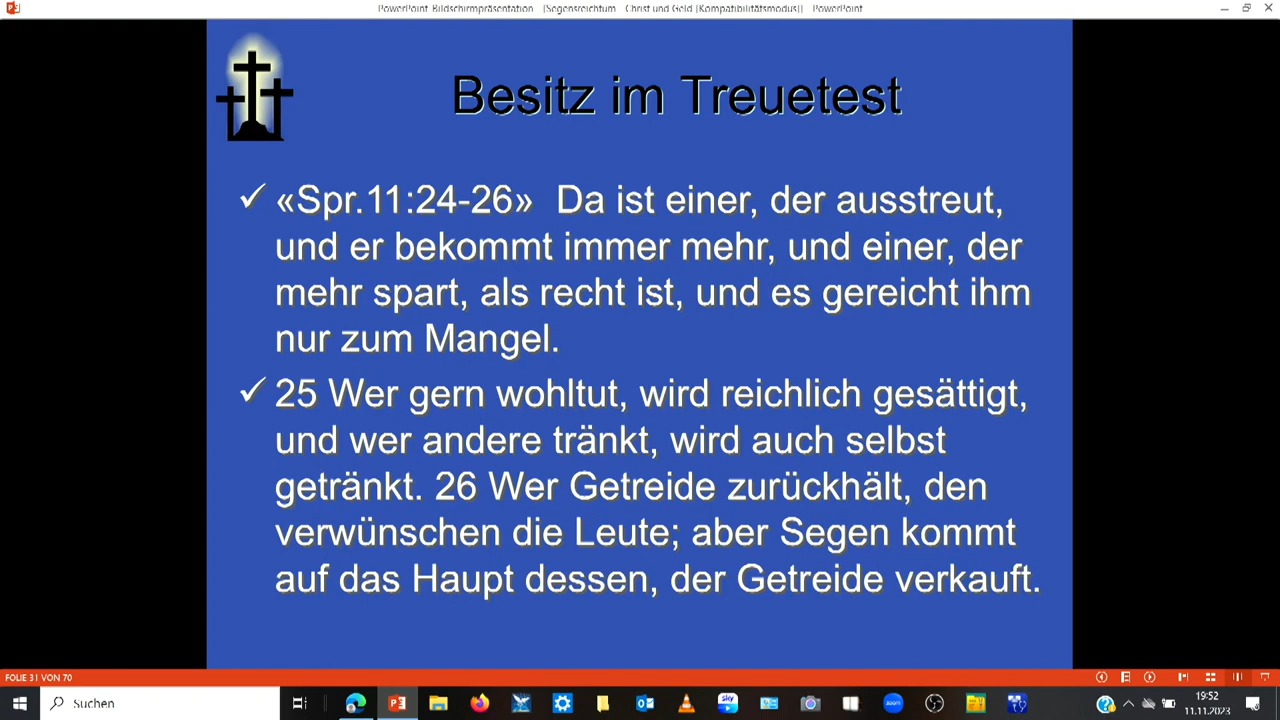 PowerPoint-Bildschirmpräsentation - [Segensreichtum - Christ und Geld [Kompatibilitätsmodus]] - PowerPoint
Besitz im Treuetest
✓ «Spr.11:24-26» Da ist einer, der ausstreut,
und er bekommt immer mehr, und einer, der
mehr spart, als recht ist, und es gereicht ihm
nur zum Mangel.
✓ 25 Wer gern wohltut, wird reichlich gesättigt,
und wer andere tränkt, wird auch selbst
getränkt. 26 Wer Getreide zurückhält, den
verwünschen die Leute; aber Segen kommt
auf das Haupt dessen, der Getreide verkauft.
FOLIE 31 VON 70
Suchen
sky
zoom
19:52
11.11.2023